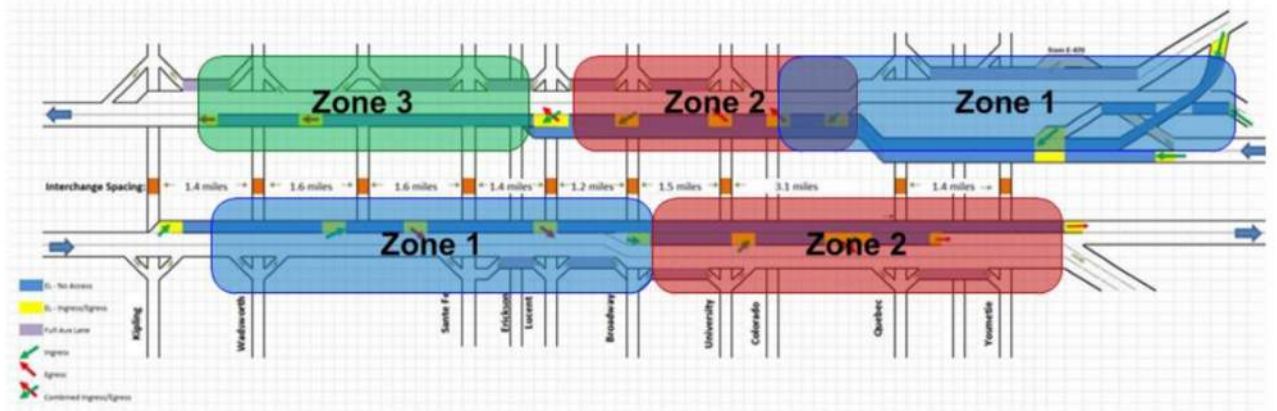 from E-470
Zone 3
Zone 2
Zone 1
Interchange Spacing:
1.4 miles
1.6 miles
1.6 miles
1.4 miles
1.2 miles
1.5 miles
3.1 miles
1.4 miles
Zone 1
Zone 2
EL - No Access
EL - Ingress/Egress
Full Aux Lane
Ingress
Egress
Combined Ingress/Egress
Kipling
Wadsworth
Sante Fe
Erickson
Lucent
Broadway
University
Colorado
Quebec
Yosmetie